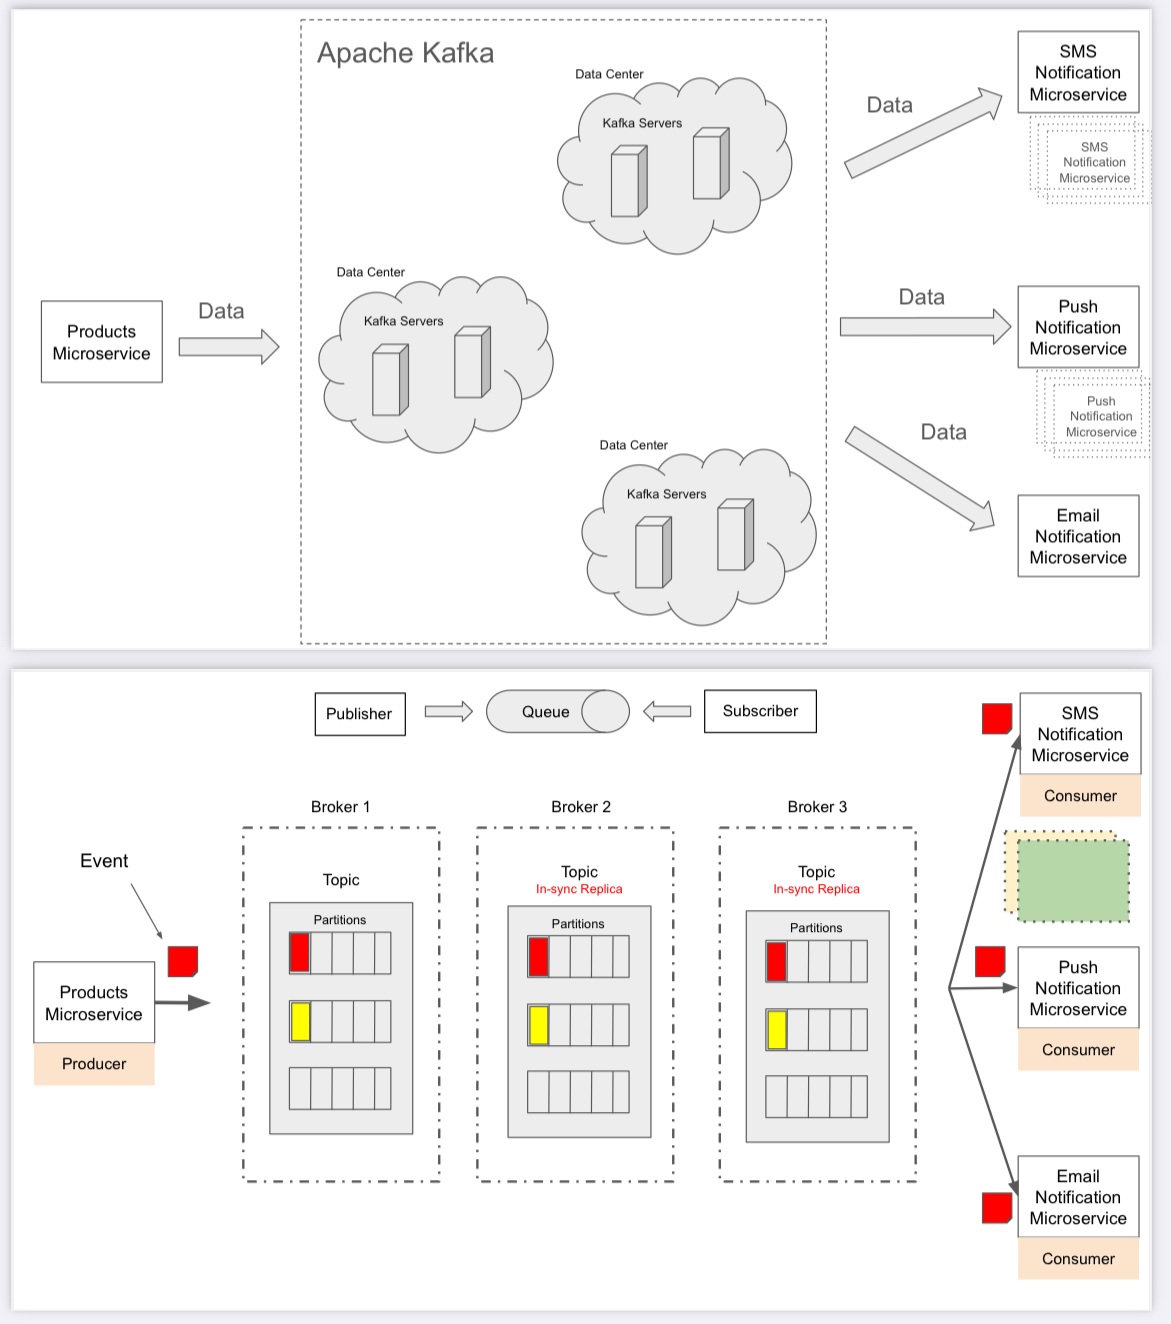 Apache Kafka
Data Center
Kafka Servers
Data
SMS
Notification
Microservice
SMS
Notification
Microservice
Data Center
Kafka Servers
Products
Microservice
Data
Data
Push
Notification
Microservice
Push
Notification
Microservice
Data Center
Kafka Servers
Data
Email
Notification
Microservice
Publisher
Queue
Subscriber
SMS
Notification
Microservice
Consumer
Broker 1
Broker 2
Broker 3
Event
Topic
Partitions
Topic
In-sync Replica
Partitions
Topic
In-sync Replica
Partitions
Products
Microservice
Producer
Push
Notification
Microservice
Consumer
Email
Notification
Microservice
Consumer